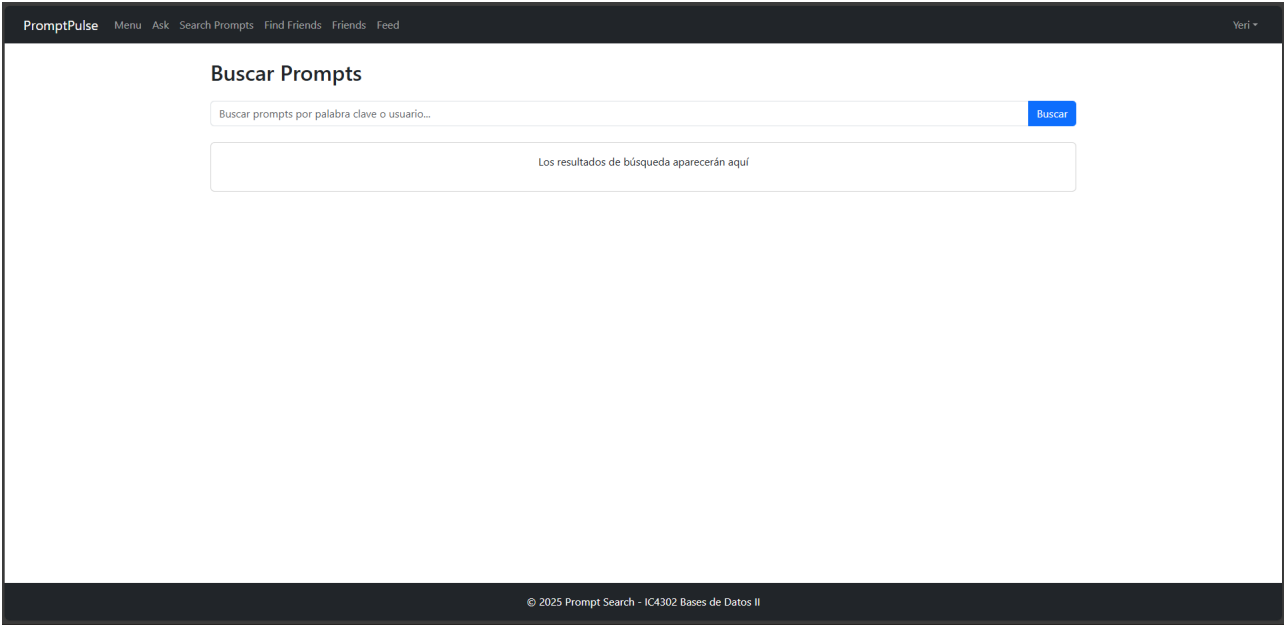 PromptPulse Menu Ask Search Prompts Find Friends Friends Feed Yeri
Buscar Prompts
Buscar prompts por palabra clave o usuario... Buscar
Los resultados de búsqueda aparecerán aquí
© 2025 Prompt Search - IC4302 Bases de Datos II